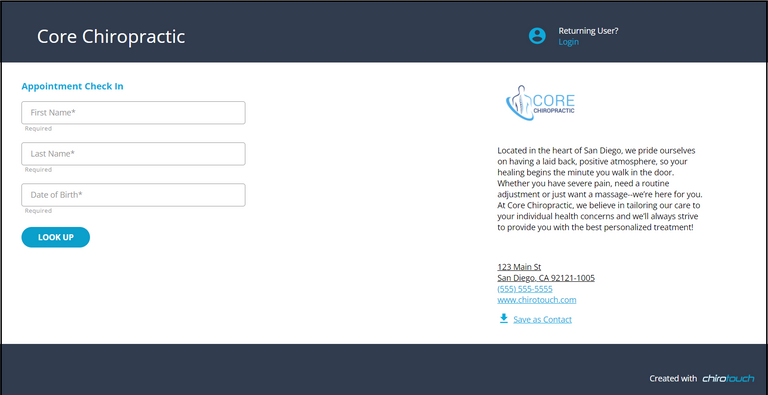 Core Chiropractic
Returning User?
Login
Appointment Check In
First Name*
Required
Last Name*
Required
Date of Birth*
Required
LOOK UP
CORE
CHIROPRACTIC
Located in the heart of San Diego, we pride ourselves
on having a laid back, positive atmosphere, so your
healing begins the minute you walk in the door.
Whether you have severe pain, need a routine
adjustment or just want a massage--we're here for you.
At Core Chiropractic, we believe in tailoring our care to
your individual health concerns and we'll always strive
to provide you with the best personalized treatment!
123 Main St
San Diego, CA 92121-1005
(555) 555-5555
www.chirotouch.com
Save as Contact
Created with chirotouch